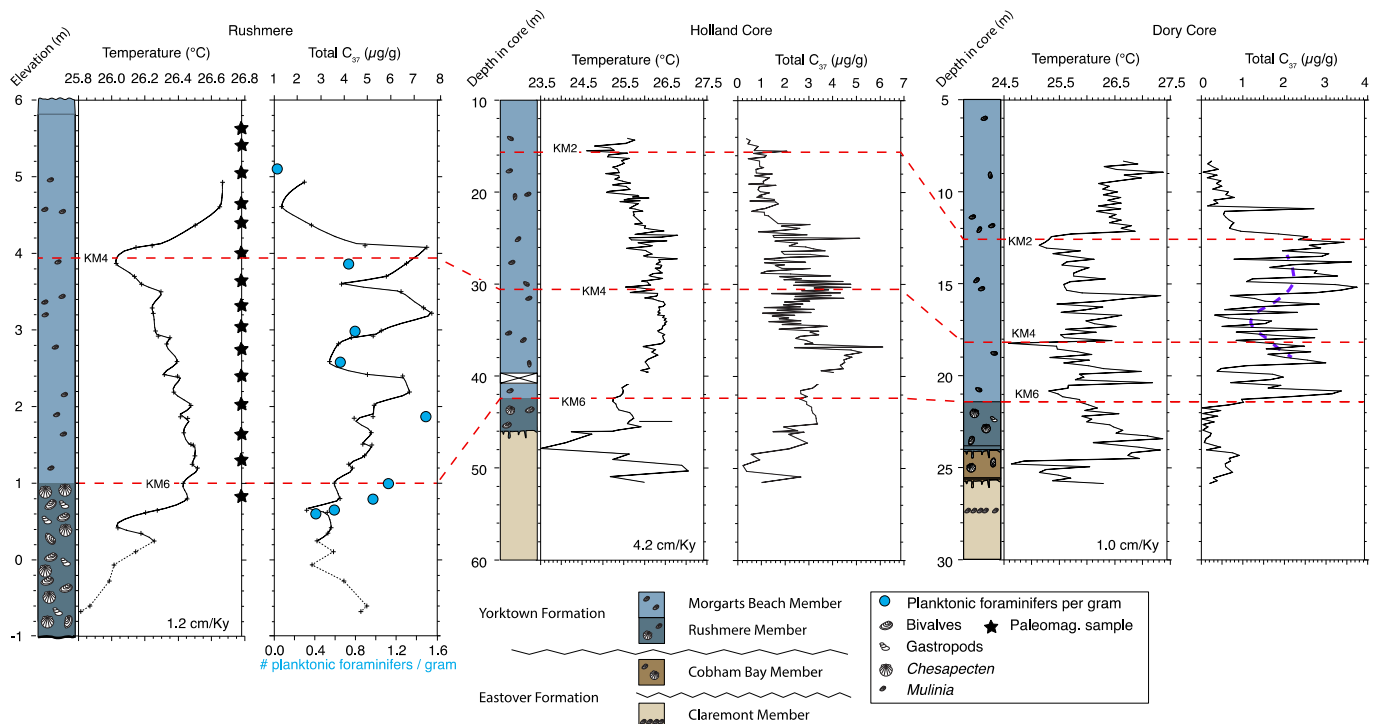 Rushmere
Holland Core
Dory Core
Elevation (m)
Temperature (°C)
Total C37 (µg/g)
Depth in core (m)
Temperature (°C)
Total C37 (µg/g)
Depth in core (m)
Temperature (°C)
Total C37 (µg/g)
25.8 26.0 26.2 26.4 26.6 26.8
1 2 3 4 5 6 7 8
23.5 24.5 25.5 26.5 27.5
0 1 2 3 4 5 6 7
24.5 25.5 26.5 27.5
0 1 2 3 4
6
5
4
3
2
1
0
-1
10
20
30
40
50
60
5
10
15
20
25
30
KM4
KM6
KM2
KM4
KM6
KM2
KM4
KM6
1.2 cm/Ky
4.2 cm/Ky
1.0 cm/Ky
0.0 0.4 0.8 1.2 1.6
# planktonic foraminifers / gram
Yorktown Formation
Morgarts Beach Member
Rushmere Member
Eastover Formation
Cobham Bay Member
Claremont Member
Planktonic foraminifers per gram
Bivalves
Paleomag. sample
Gastropods
Chesapecten
Mulinia